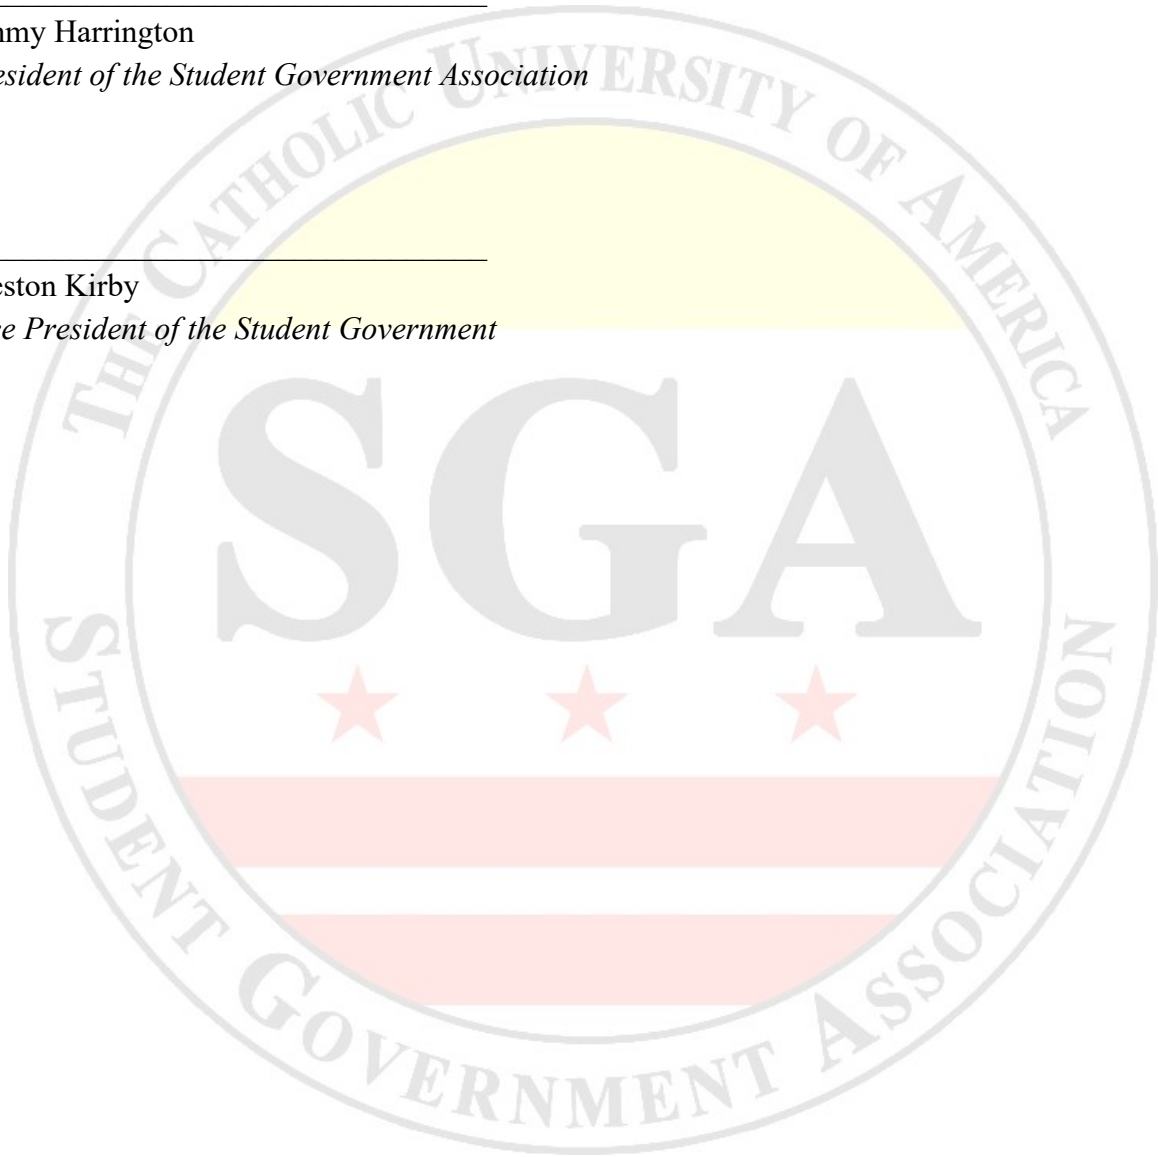 mmy Harrington
esident of the Student Government Association
eston Kirby
e President of the Student Government
THE CATHOLIC UNIVERSITY OF AMERICA
SGA
STUDENT GOVERNMENT ASSOCIATION